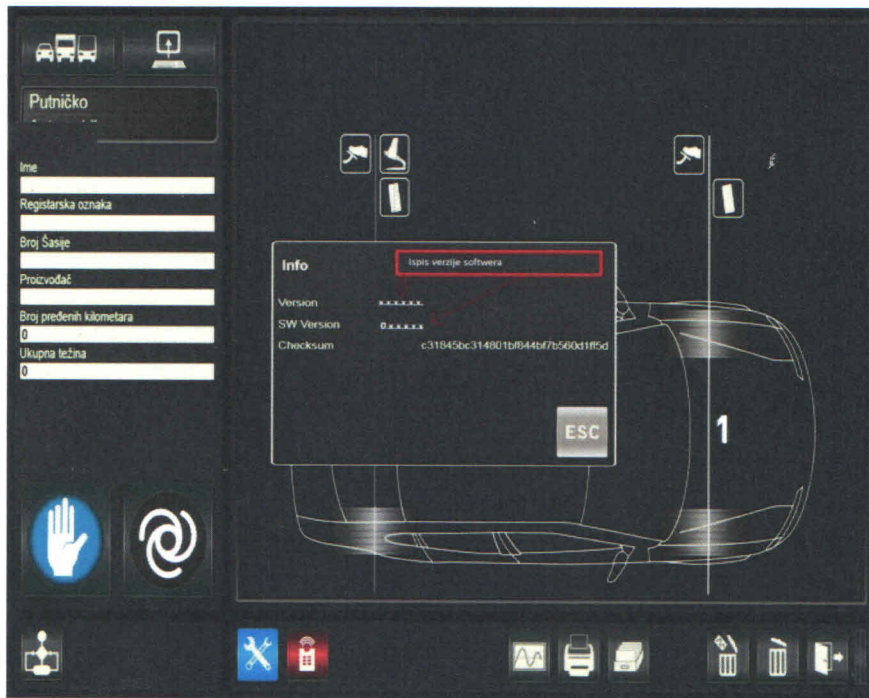 Putničko
Ime
Registarska oznaka
Broj Šasije
Proizvođač
Broj pređenih kilometara
0
Ukupna težina
0
Info
Ispis verzije softwera
Version x.x.x.x.x.x
SW Version 0.x.x.x.x.x
Checksum c31845bc314801bf844bf7b560d1ff5d
ESC
1